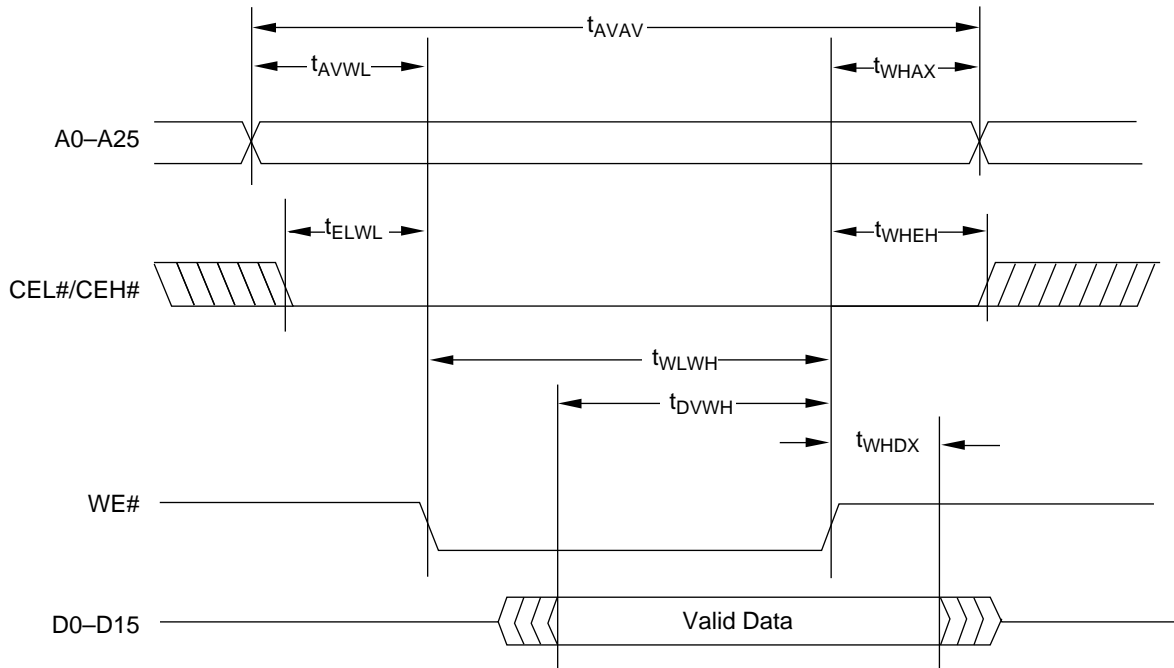 tAVAV
tAVWL
tWHAX
A0–A25
tELWL
tWHEH
CEL#/CEH#
tWLWH
tDVWH
tWHDX
WE#
D0–D15
Valid Data